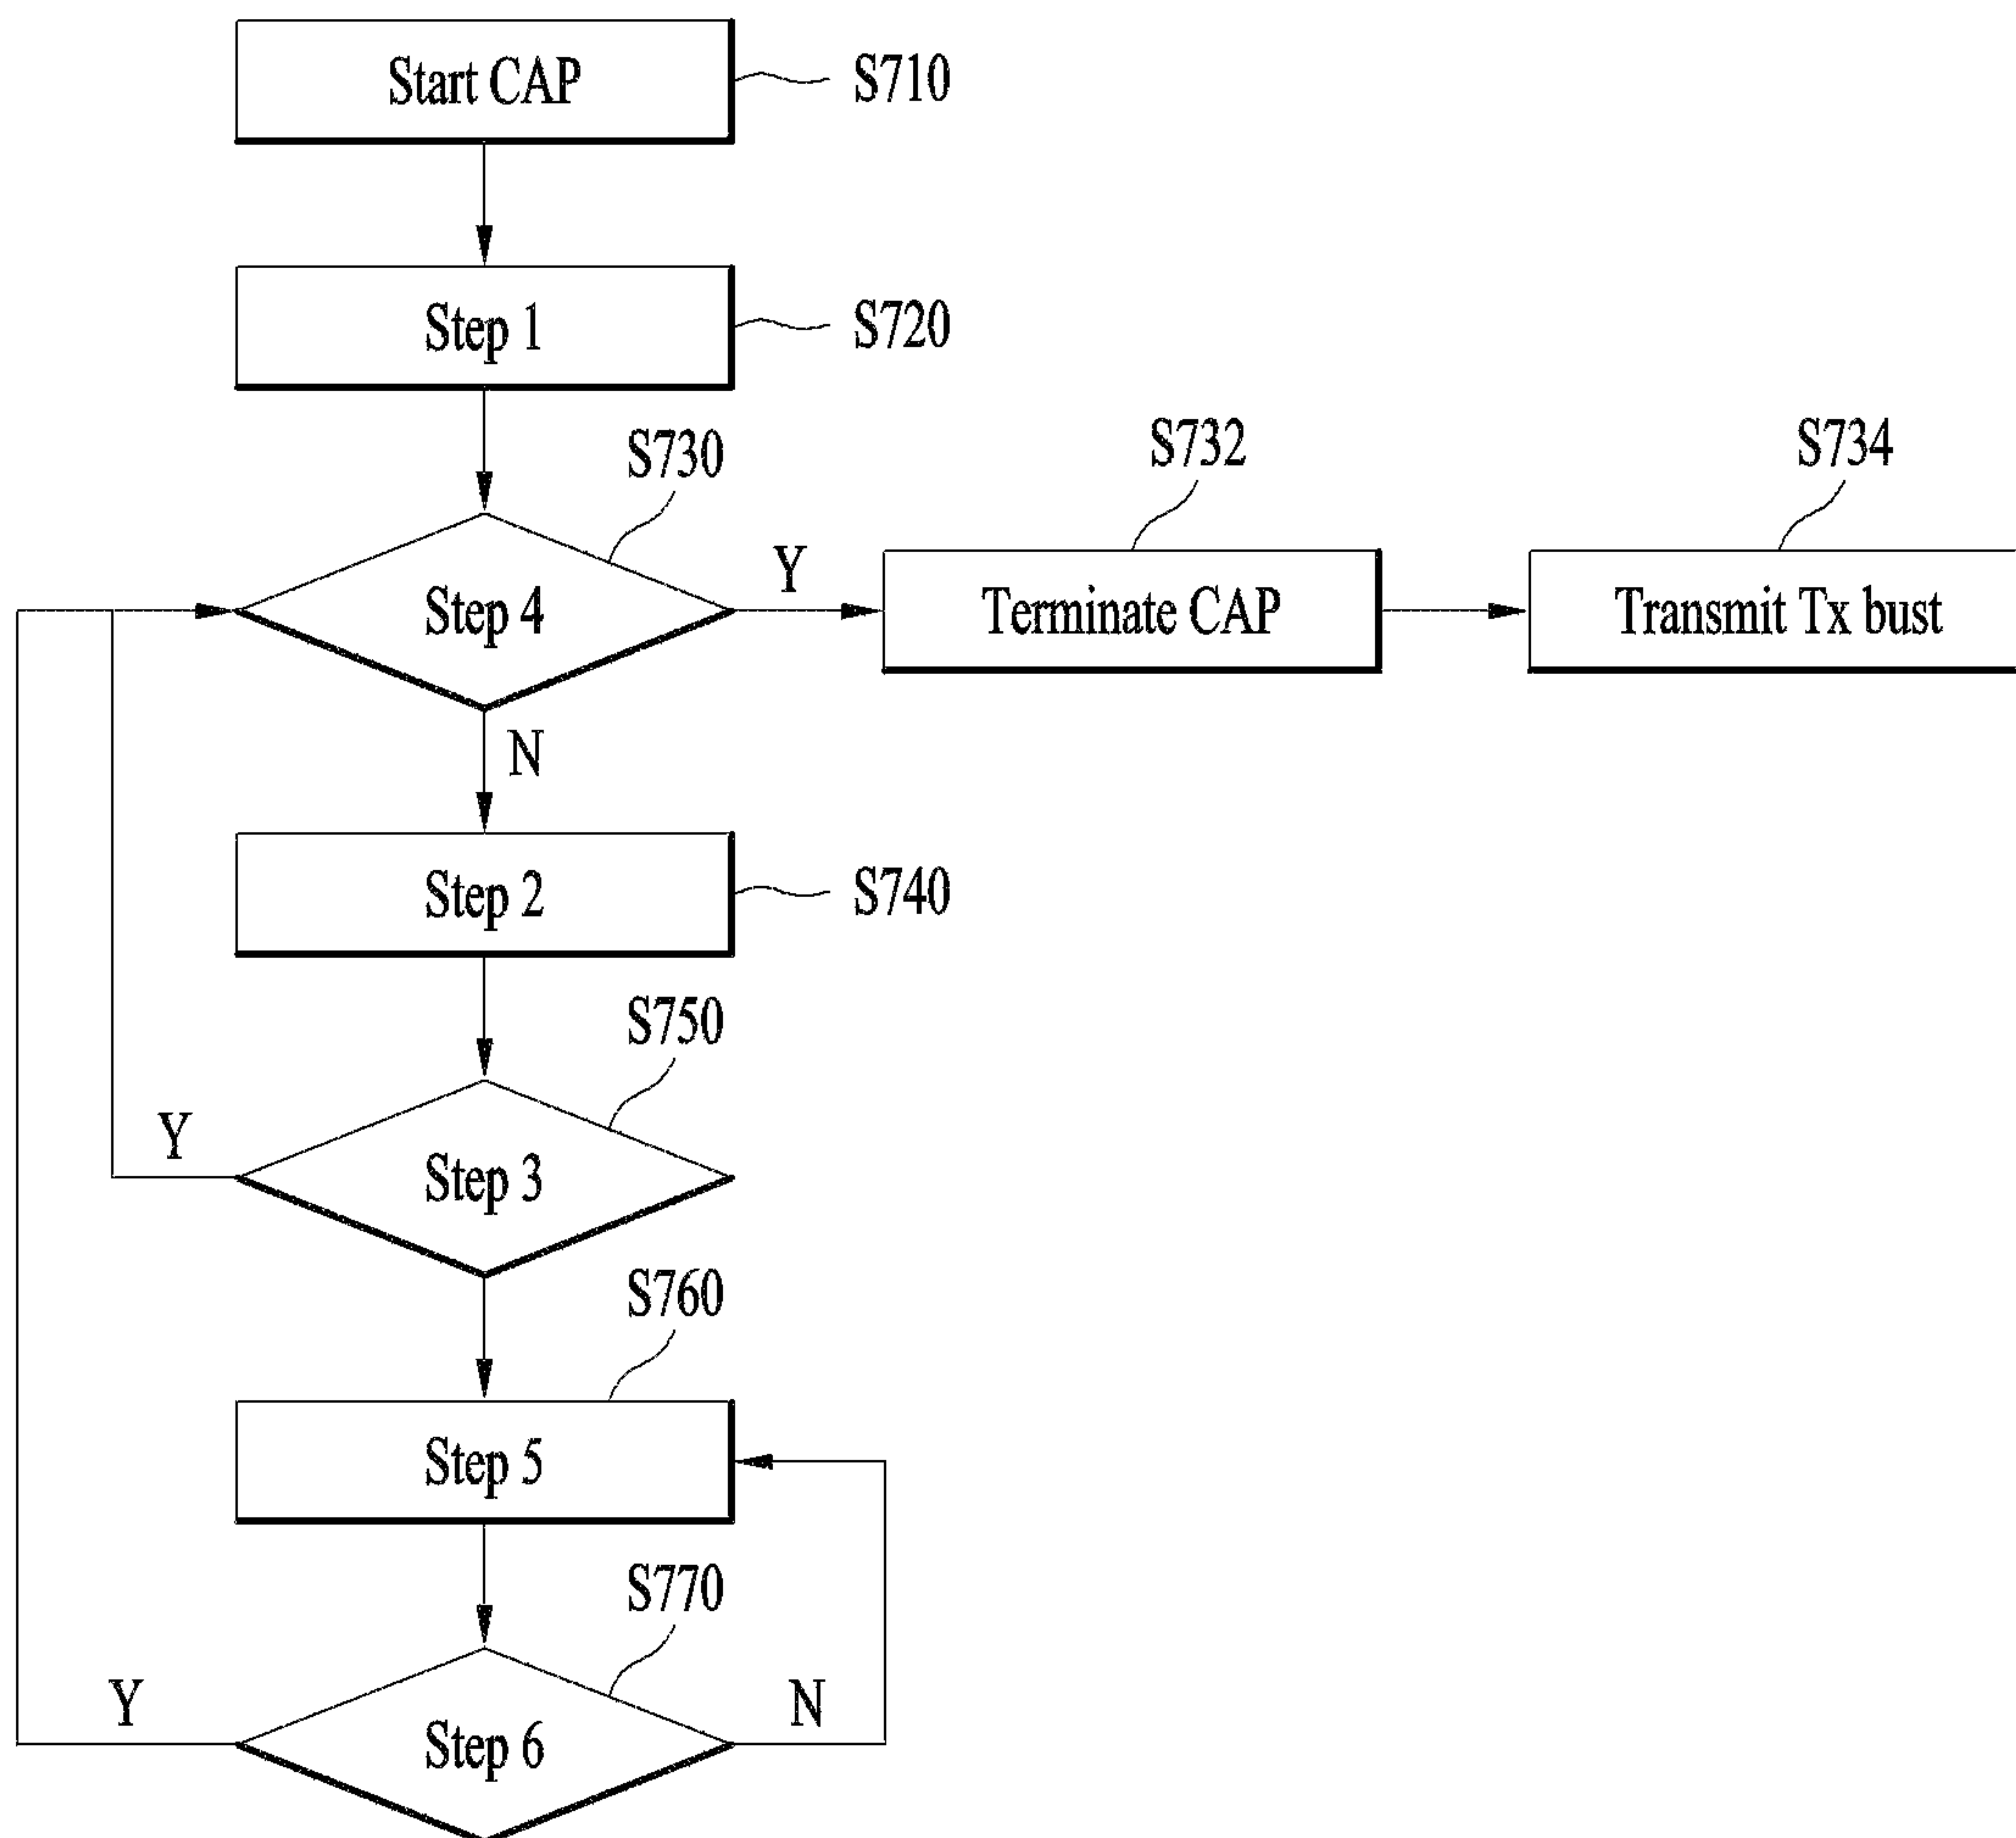 Start CAP
S710
Step 1
S720
S730
S732
S734
Step 4
Y
Terminate CAP
Transmit Tx bust
N
Step 2
S740
S750
Y
Step 3
S760
Step 5
S770
Y
N
Step 6